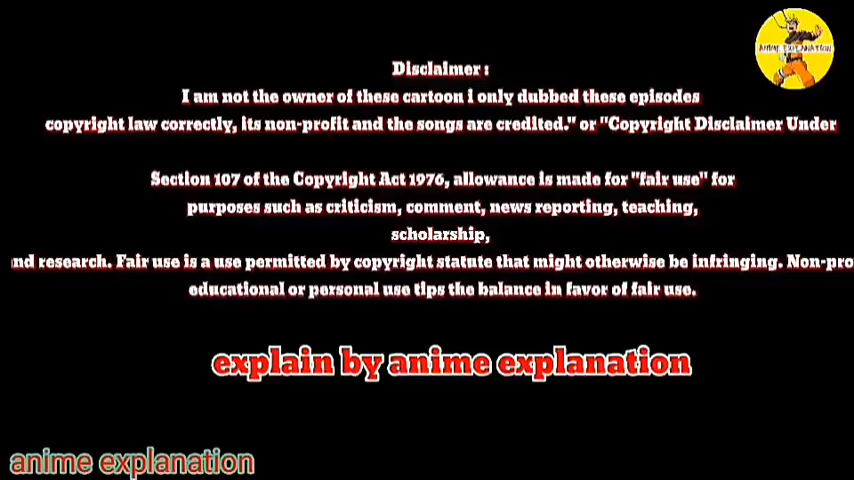 ANIME EXPLANATION
Disclaimer :
I am not the owner of these cartoon i only dubbed these episodes
copyright law correctly, its non-profit and the songs are credited." or "Copyright Disclaimer Under
Section 107 of the Copyright Act 1976, allowance is made for "fair use" for
purposes such as criticism, comment, news reporting, teaching,
scholarship,
nd research. Fair use is a use permitted by copyright statute that might otherwise be infringing. Non-pro
educational or personal use tips the balance in favor of fair use.
explain by anime explanation
anime explanation